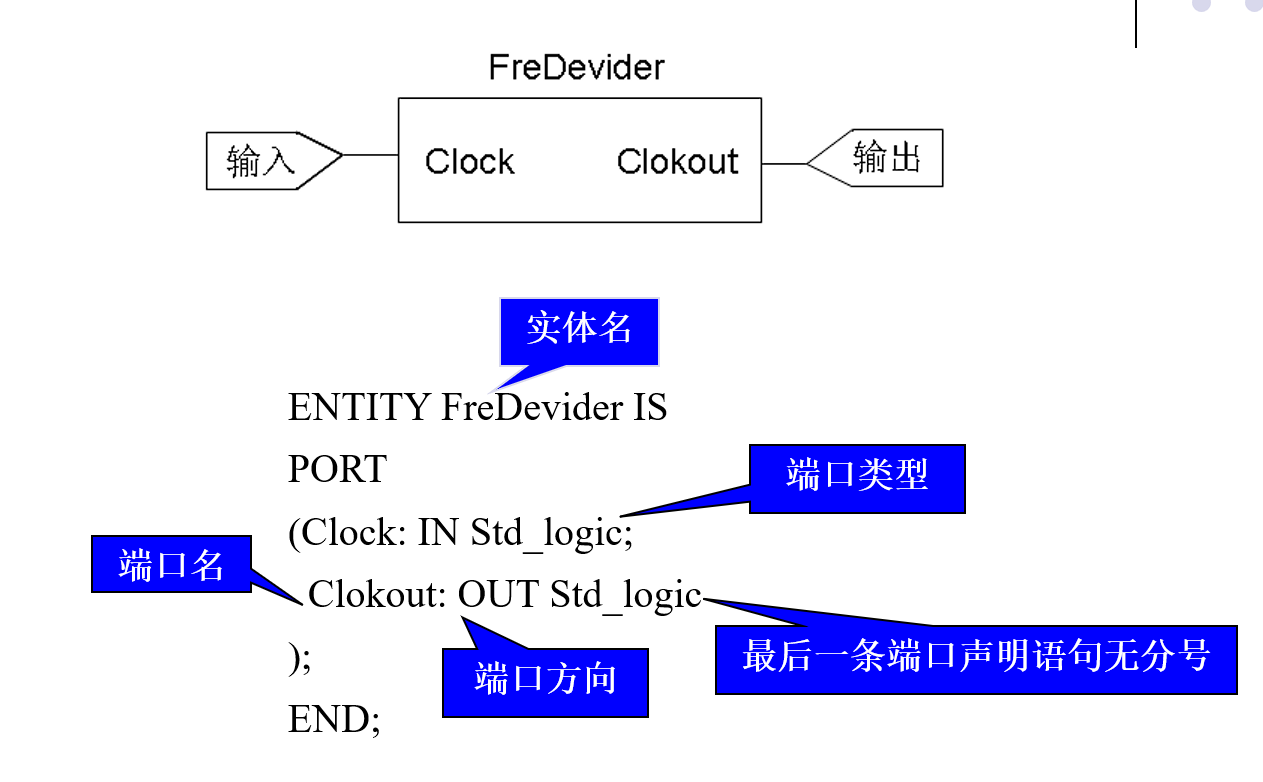 FreDevider
输入
Clock
Clokout
输出
实体名
ENTITY FreDevider IS
PORT
端口类型
(Clock: IN Std_logic;
端口名
Clokout: OUT Std_logic
最后一条端口声明语句无分号
);
端口方向
END;